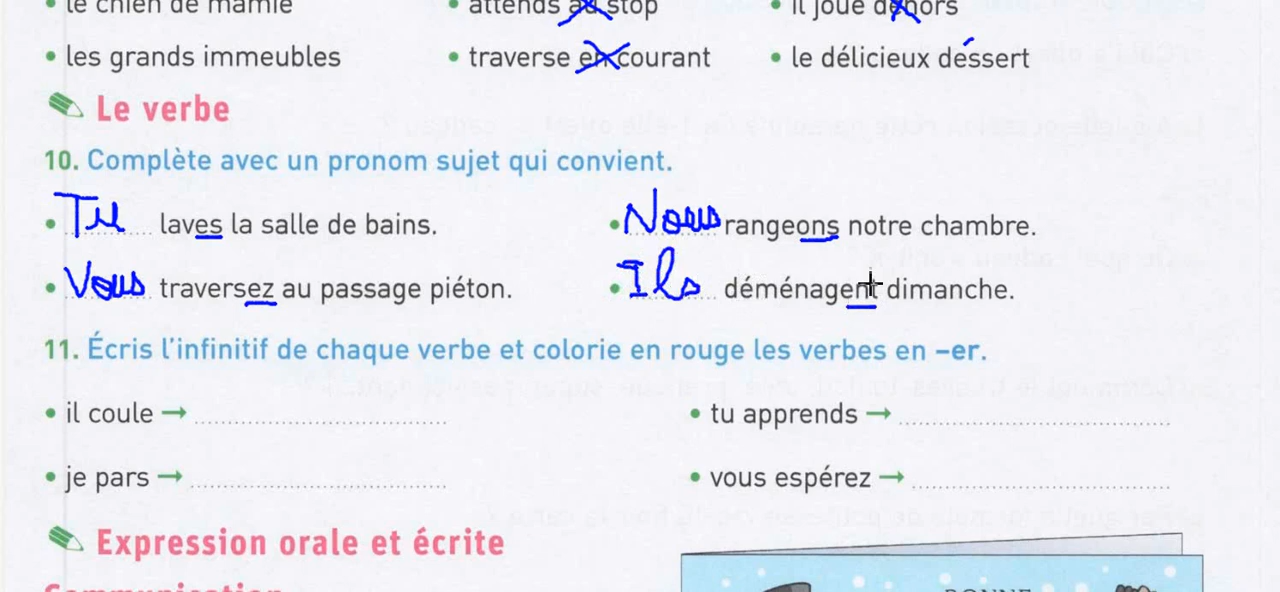 • le chien de mamie • attends au stop • il joue dehors
• les grands immeubles • traverse en courant • le délicieux dessert
Le verbe
10. Complète avec un pronom sujet qui convient.
• Tu laves la salle de bains. • Nous rangeons notre chambre.
• Vous traversez au passage piéton. • Ils déménagent dimanche.
11. Écris l'infinitif de chaque verbe et colorie en rouge les verbes en –er.
• il coule → • tu apprends →
• je pars → • vous espérez →
Expression orale et écrite
Communication
BONNE